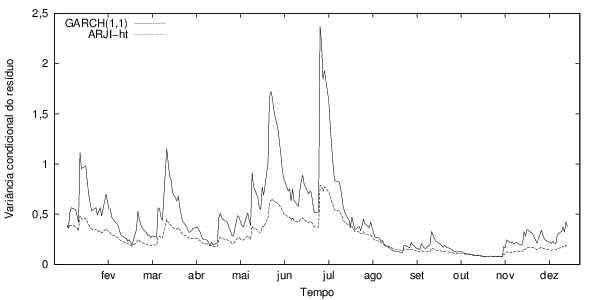 2,5
2
1,5
1
0,5
0
Variância condicional do resíduo
GARCH(1,1)
ARJI-ht
fev mar abr mai jun jul ago set out nov dez
Tempo